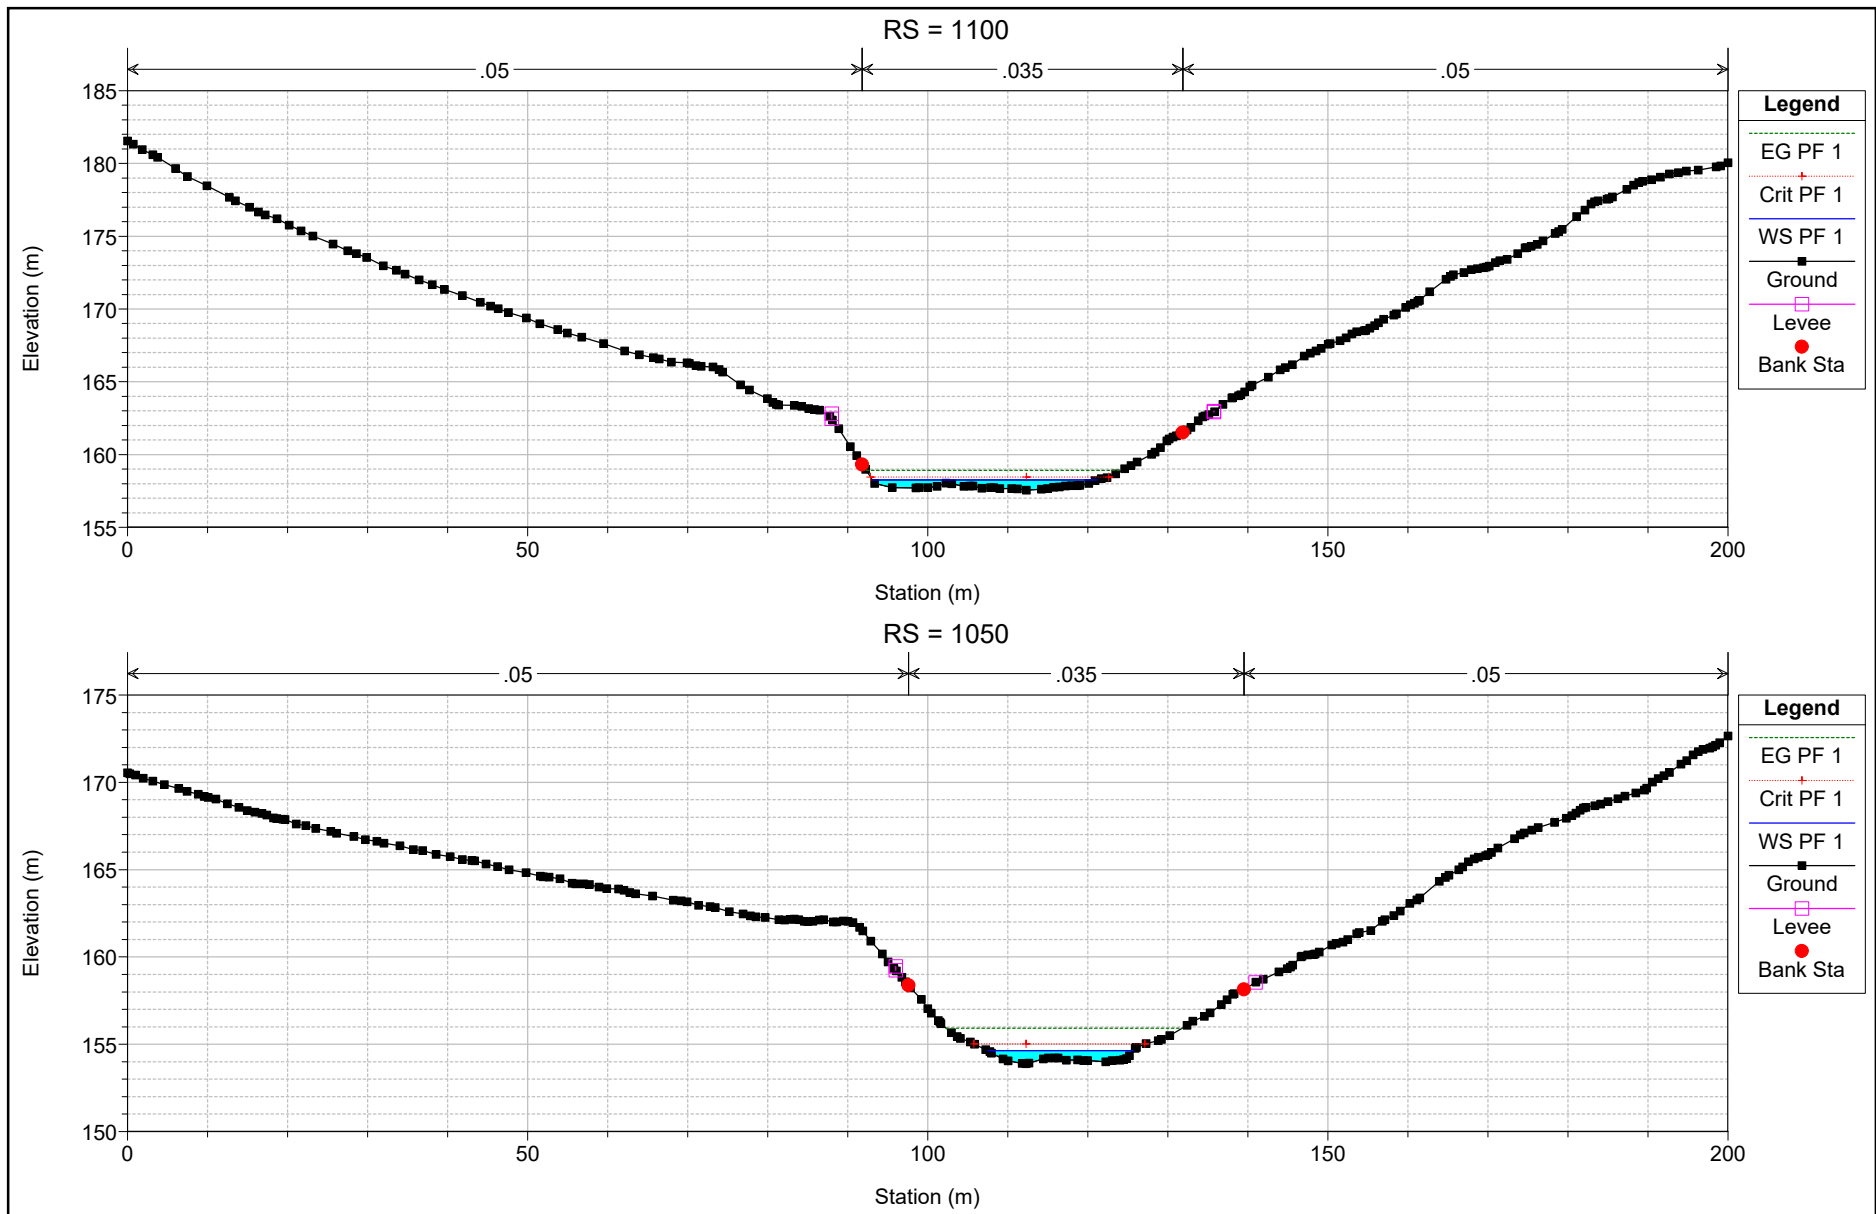 RS = 1100
.05 .035 .05
185
180
175
170
165
160
155
Elevation (m)
0 50 100 150 200
Station (m)
Legend
EG PF 1
Crit PF 1
WS PF 1
Ground
Levee
Bank Sta
RS = 1050
.05 .035 .05
175
170
165
160
155
150
Elevation (m)
0 50 100 150 200
Station (m)
Legend
EG PF 1
Crit PF 1
WS PF 1
Ground
Levee
Bank Sta